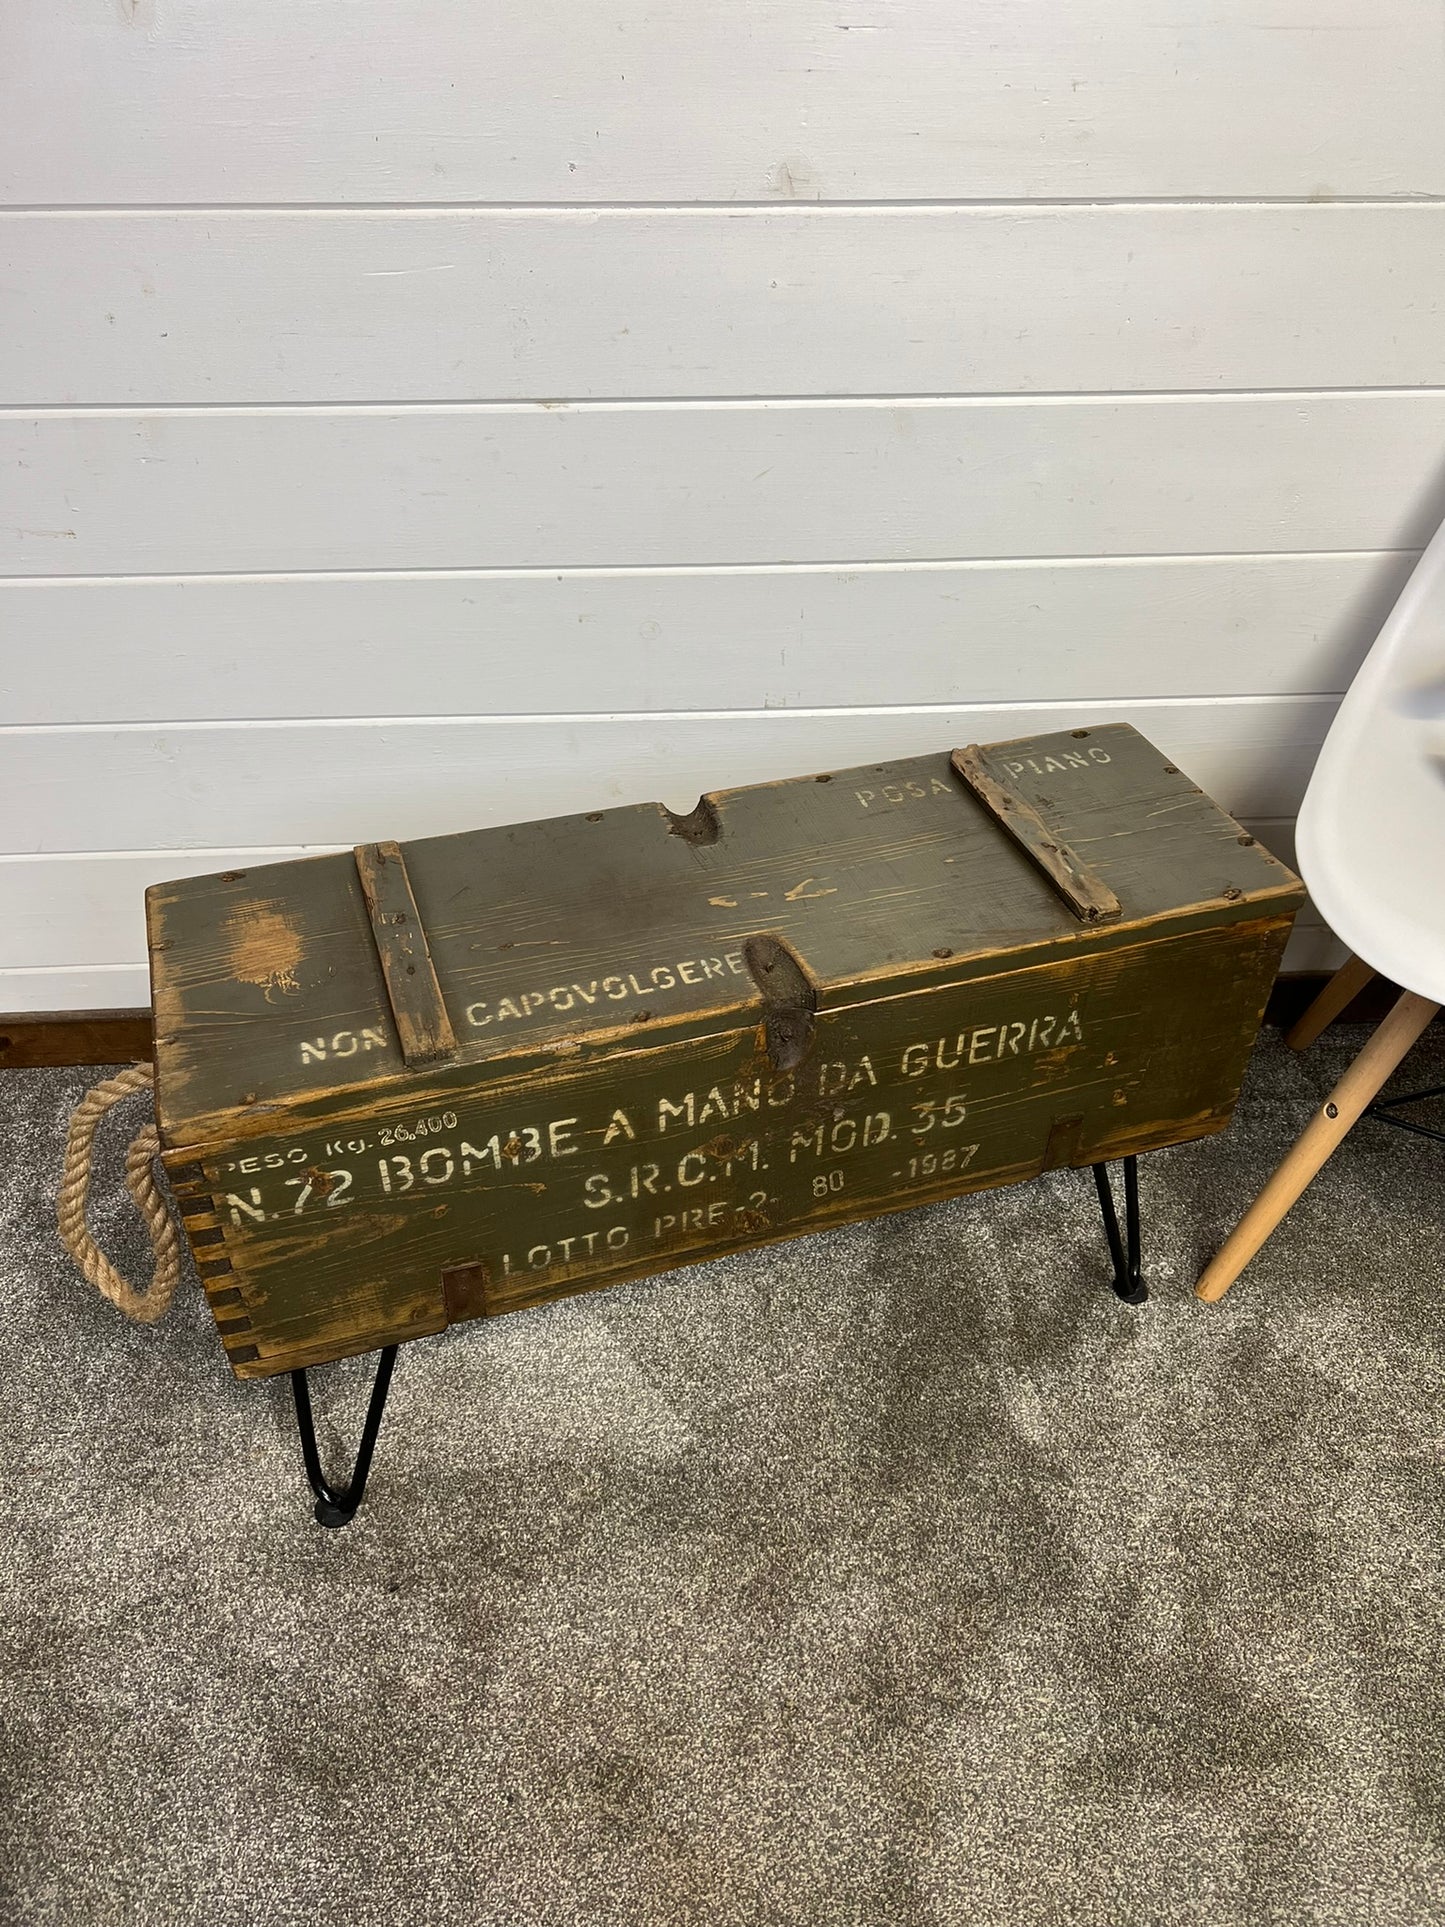 POSA PIANO
NON CAPOVOLGERE
PESO Kg. 26,400
N. 72 BOMBE A MANO DA GUERRA
S.R.C.M. MOD. 35
LOTTO PRE-2- 80 -1987